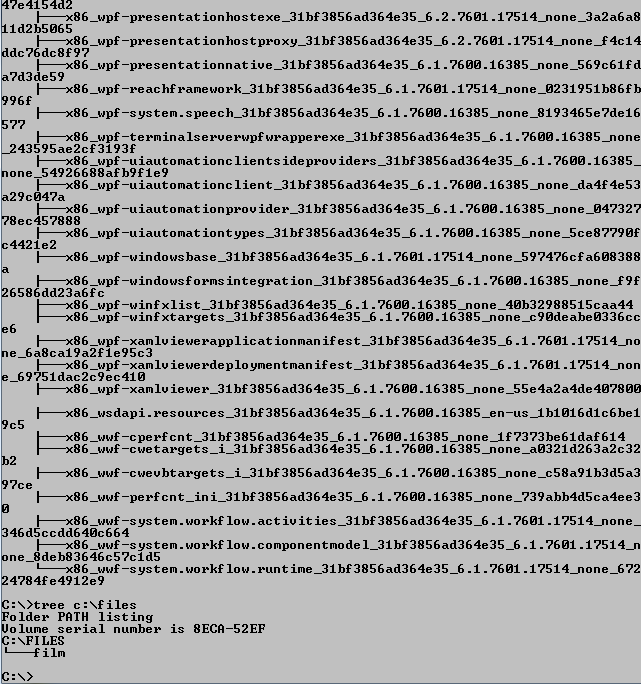 47e4154d2
├───x86_wpf-presentationhostexe_31bf3856ad364e35_6.2.7601.17514_none_3a2a6a8
11d2b5065
├───x86_wpf-presentationhostproxy_31bf3856ad364e35_6.2.7601.17514_none_f4c14
ddc76dc8f97
├───x86_wpf-presentationnative_31bf3856ad364e35_6.1.7600.16385_none_569c61fd
a7d3de59
├───x86_wpf-reachframework_31bf3856ad364e35_6.1.7601.17514_none_0231951b86fb
996f
├───x86_wpf-system.speech_31bf3856ad364e35_6.1.7600.16385_none_8193465e7de16
577
├───x86_wpf-terminalserverwpfwrapperexe_31bf3856ad364e35_6.1.7600.16385_none
_243595ae2cf3193f
├───x86_wpf-uiautomationclientsideproviders_31bf3856ad364e35_6.1.7600.16385_
none_54926688afb9f1e9
├───x86_wpf-uiautomationclient_31bf3856ad364e35_6.1.7600.16385_none_da4f4e53
a29c047a
├───x86_wpf-uiautomationprovider_31bf3856ad364e35_6.1.7600.16385_none_047327
78ec457888
├───x86_wpf-uiautomationtypes_31bf3856ad364e35_6.1.7600.16385_none_5ce87790f
c4421e2
├───x86_wpf-windowsbase_31bf3856ad364e35_6.1.7601.17514_none_597476cfa608388
a
├───x86_wpf-windowsformsintegration_31bf3856ad364e35_6.1.7600.16385_none_f9f
26586dd23a6fc
├───x86_wpf-winfxlist_31bf3856ad364e35_6.1.7600.16385_none_40b32988515caa44
├───x86_wpf-winfxtargets_31bf3856ad364e35_6.1.7600.16385_none_c90deabe0336cc
e6
├───x86_wpf-xamlviewerapplicationmanifest_31bf3856ad364e35_6.1.7601.17514_no
ne_6a8ca19a2f1e95c3
├───x86_wpf-xamlviewerdeploymentmanifest_31bf3856ad364e35_6.1.7601.17514_non
e_69751dac2c9ec410
├───x86_wpf-xamlviewer_31bf3856ad364e35_6.1.7600.16385_none_55e4a2a4de407800

├───x86_wsdapi.resources_31bf3856ad364e35_6.1.7600.16385_en-us_1b1016d1c6be1
9c5
├───x86_wwf-cperfcnt_31bf3856ad364e35_6.1.7600.16385_none_1f7373be61daf614
├───x86_wwf-cwetargets_i_31bf3856ad364e35_6.1.7600.16385_none_a0321d263a2c32
b2
├───x86_wwf-cwevbtargets_i_31bf3856ad364e35_6.1.7600.16385_none_c58a91b3d5a3
97ce
├───x86_wwf-perfcnt_ini_31bf3856ad364e35_6.1.7600.16385_none_739abb4d5ca4ee3
0
├───x86_wwf-system.workflow.activities_31bf3856ad364e35_6.1.7601.17514_none_
346d5ccdd640c664
├───x86_wwf-system.workflow.componentmodel_31bf3856ad364e35_6.1.7601.17514_n
one_8deb83646c57c1d5
└───x86_wwf-system.workflow.runtime_31bf3856ad364e35_6.1.7601.17514_none_672
24784fe4912e9

C:\>tree c:\files
Folder PATH listing
Volume serial number is 8ECA-52EF
C:\FILES
└───film

C:\>